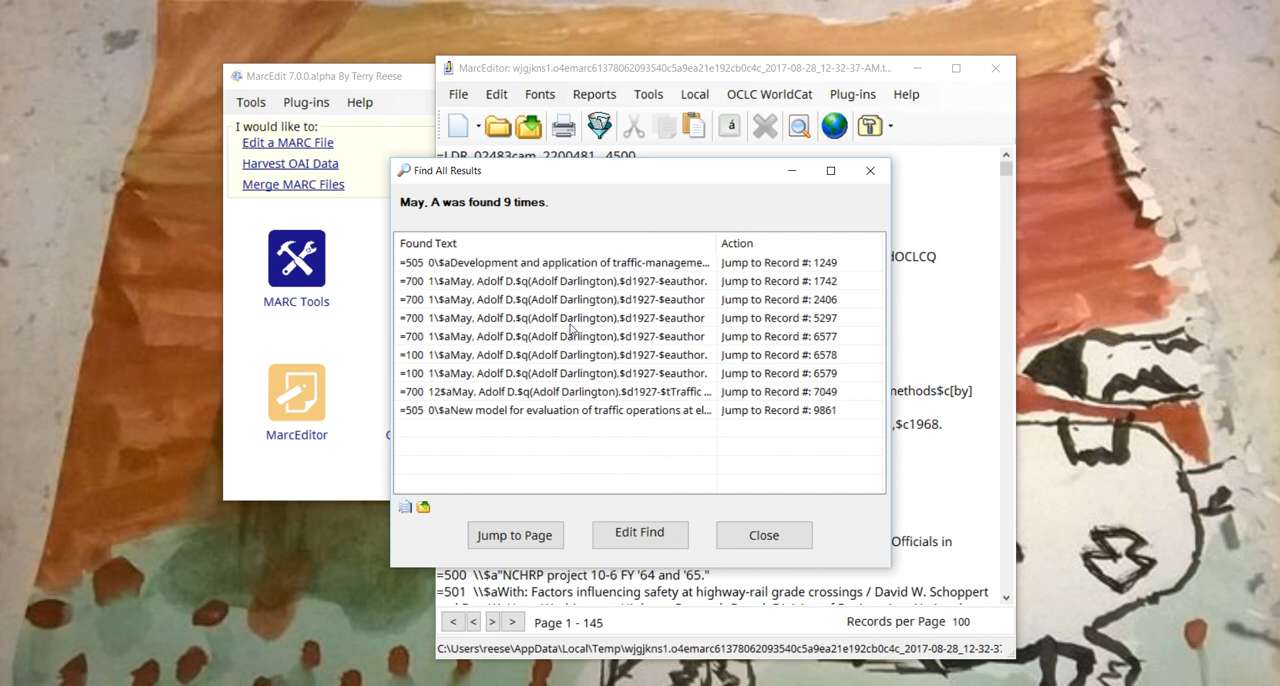 MarcEdit 7.0.0.alpha By Terry Reese
Tools Plug-ins Help
I would like to:
Edit a MARC File
Harvest OAI Data
Merge MARC Files
MARC Tools
MarcEditor
MarcEditor: wjgjkns1.o4emarc61378062093540c5a9ea21e192cb0c4c_2017-08-28_12-32-37-AM.t...
File Edit Fonts Reports Tools Local OCLC WorldCat Plug-ins Help
á
=LDR 02483cam 2200481 4500
Find All Results
May, A was found 9 times.
Found Text Action
=505 0\$aDevelopment and application of traffic-manageme... Jump to Record #: 1249
=700 1\$aMay, Adolf D.$q(Adolf Darlington),$d1927-$eauthor. Jump to Record #: 1742
=700 1\$aMay, Adolf D.$q(Adolf Darlington),$d1927-$eauthor Jump to Record #: 2406
=700 1\$aMay, Adolf D.$q(Adolf Darlington),$d1927-$eauthor Jump to Record #: 5297
=700 1\$aMay, Adolf D.$q(Adolf Darlington),$d1927-$eauthor Jump to Record #: 6577
=100 1\$aMay, Adolf D.$q(Adolf Darlington),$d1927-$eauthor. Jump to Record #: 6578
=100 1\$aMay, Adolf D.$q(Adolf Darlington),$d1927-$eauthor. Jump to Record #: 6579
=700 12$aMay, Adolf D.$q(Adolf Darlington),$d1927-$tTraffic ... Jump to Record #: 7049
=505 0\$aNew model for evaluation of traffic operations at el... Jump to Record #: 9861
Jump to Page Edit Find Close
dOCLCQ
methods$c[by]
,$c1968.
Officials in
=500 \\$a"NCHRP project 10-6 FY '64 and '65."
=501 \\$aWith: Factors influencing safety at highway-rail grade crossings / David W. Schoppert
< < > > Page 1 - 145 Records per Page 100
C:\Users\reese\AppData\Local\Temp\wjgjkns1.o4emarc61378062093540c5a9ea21e192cb0c4c_2017-08-28_12-32-37